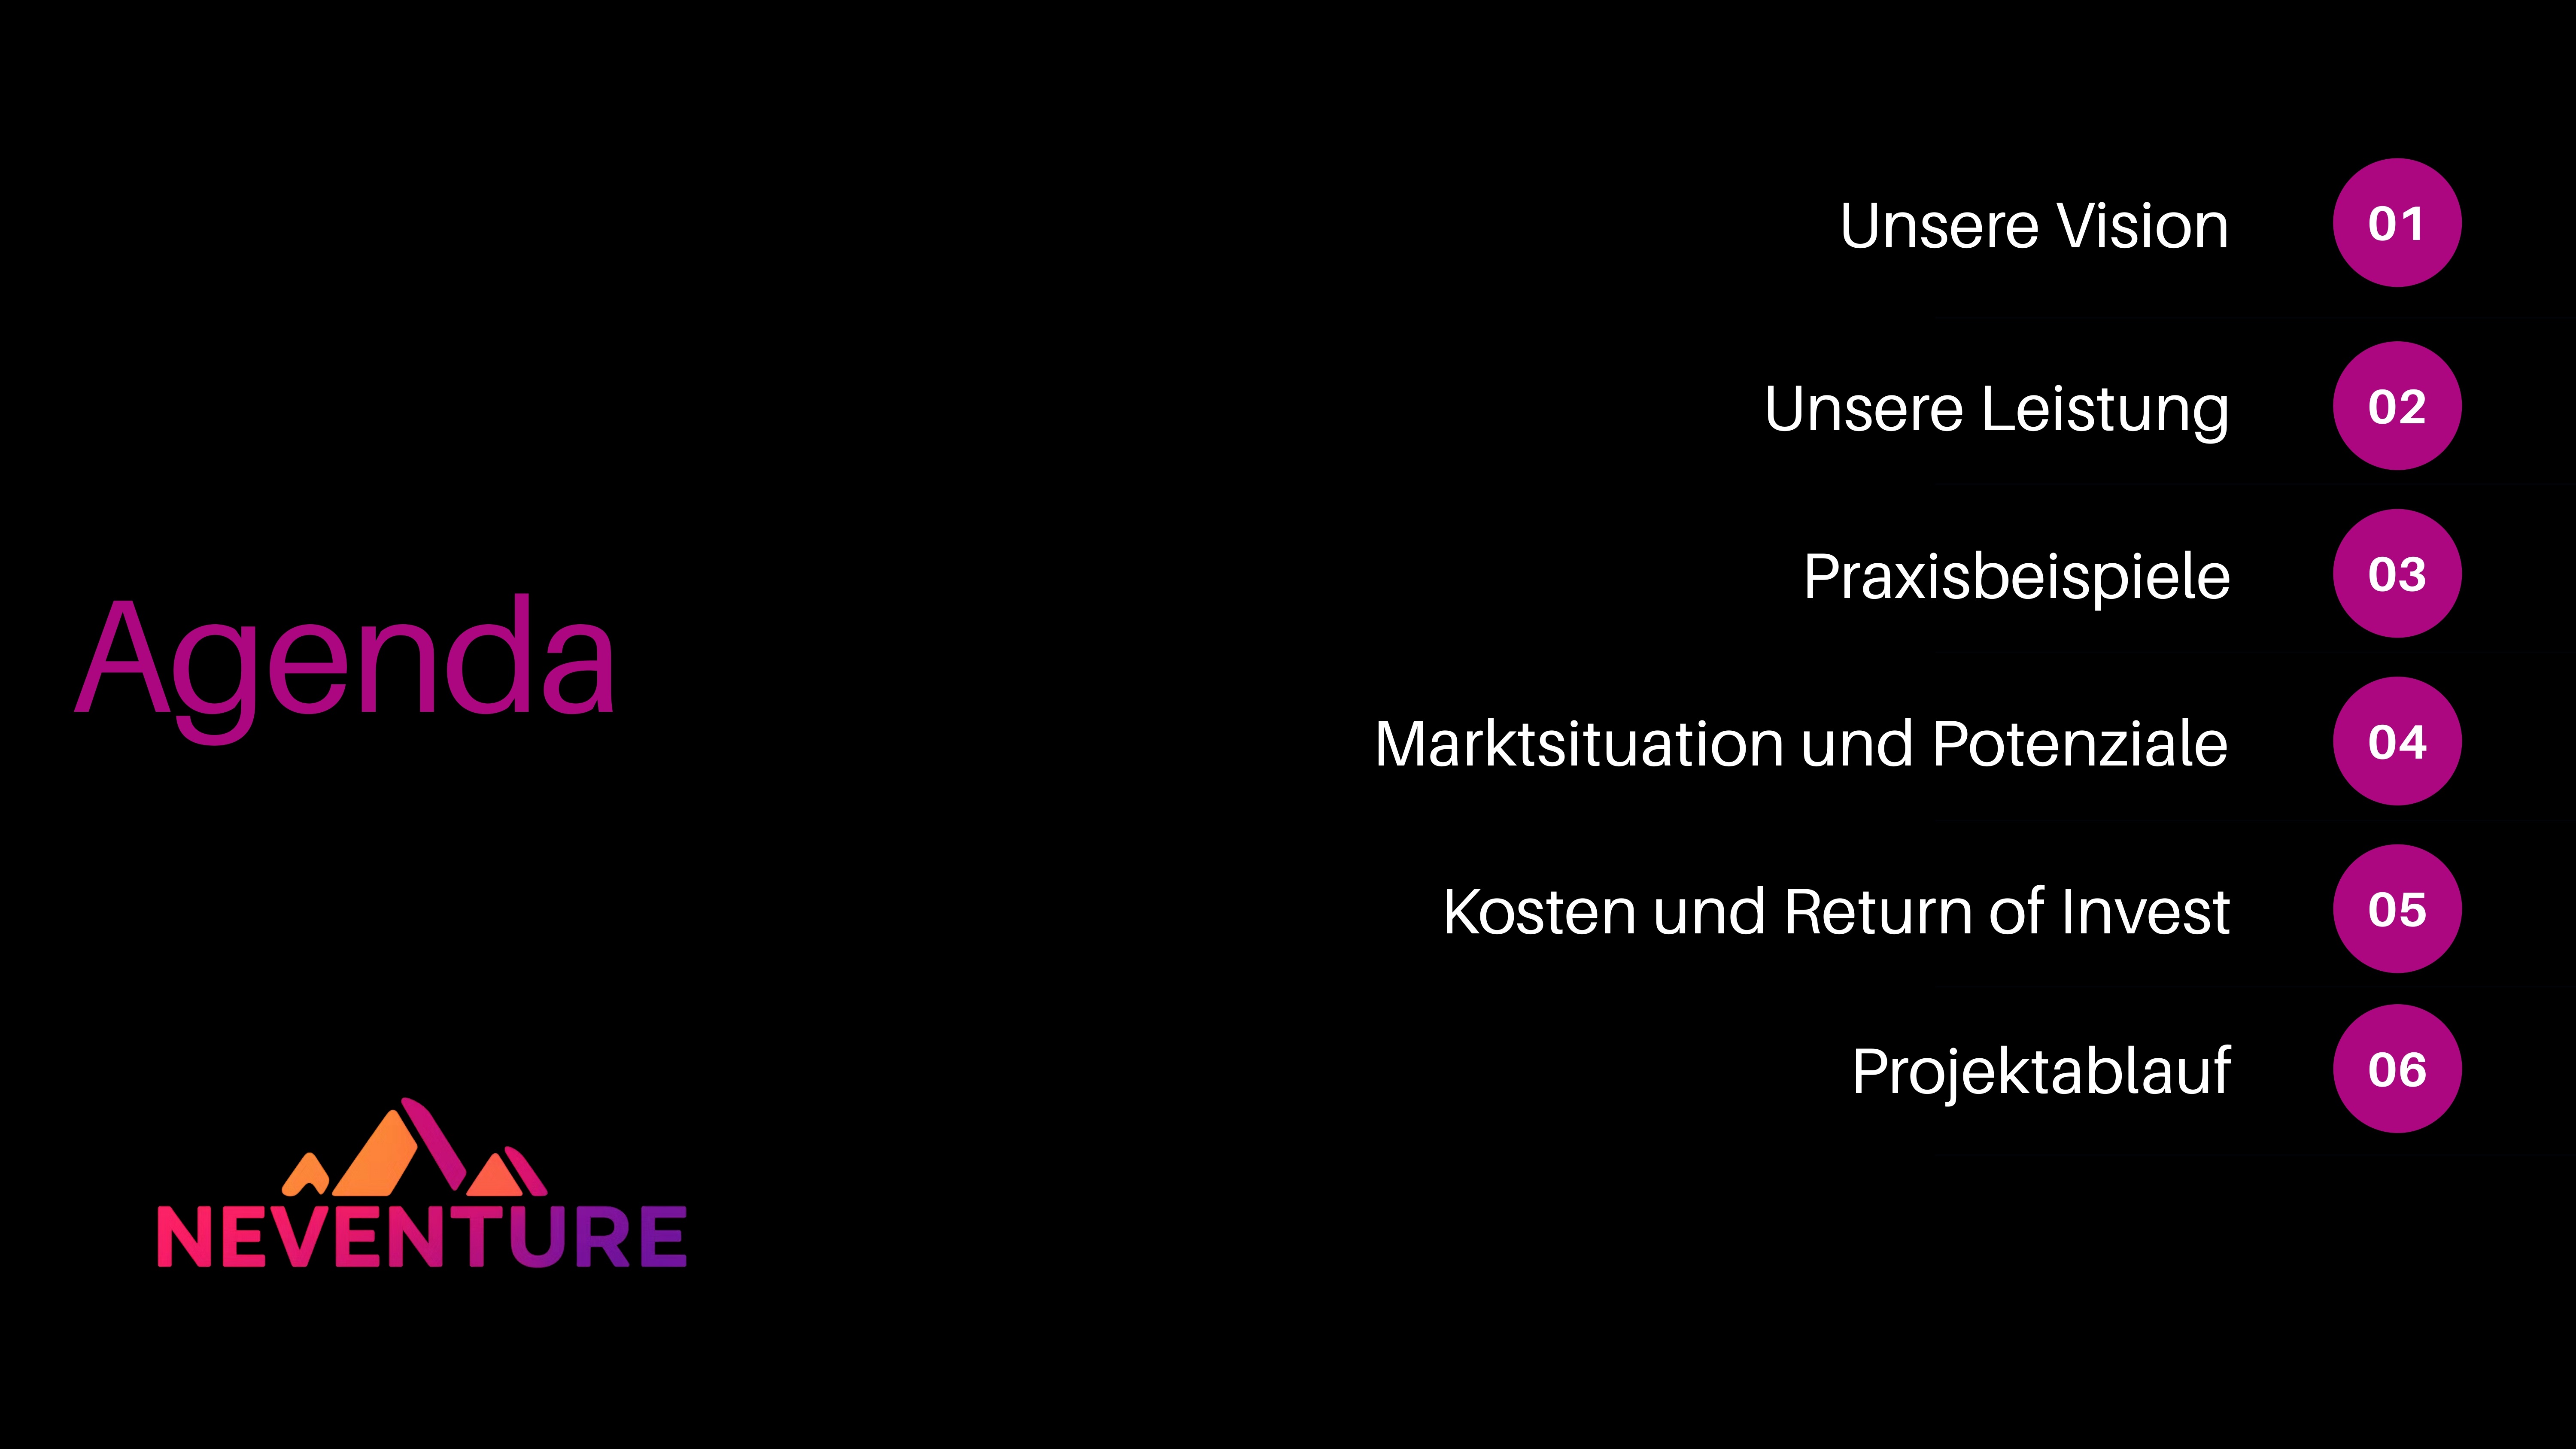 Agenda
Unsere Vision 01
Unsere Leistung 02
Praxisbeispiele 03
Marktsituation und Potenziale 04
Kosten und Return of Invest 05
Projektablauf 06
NEVENTURE